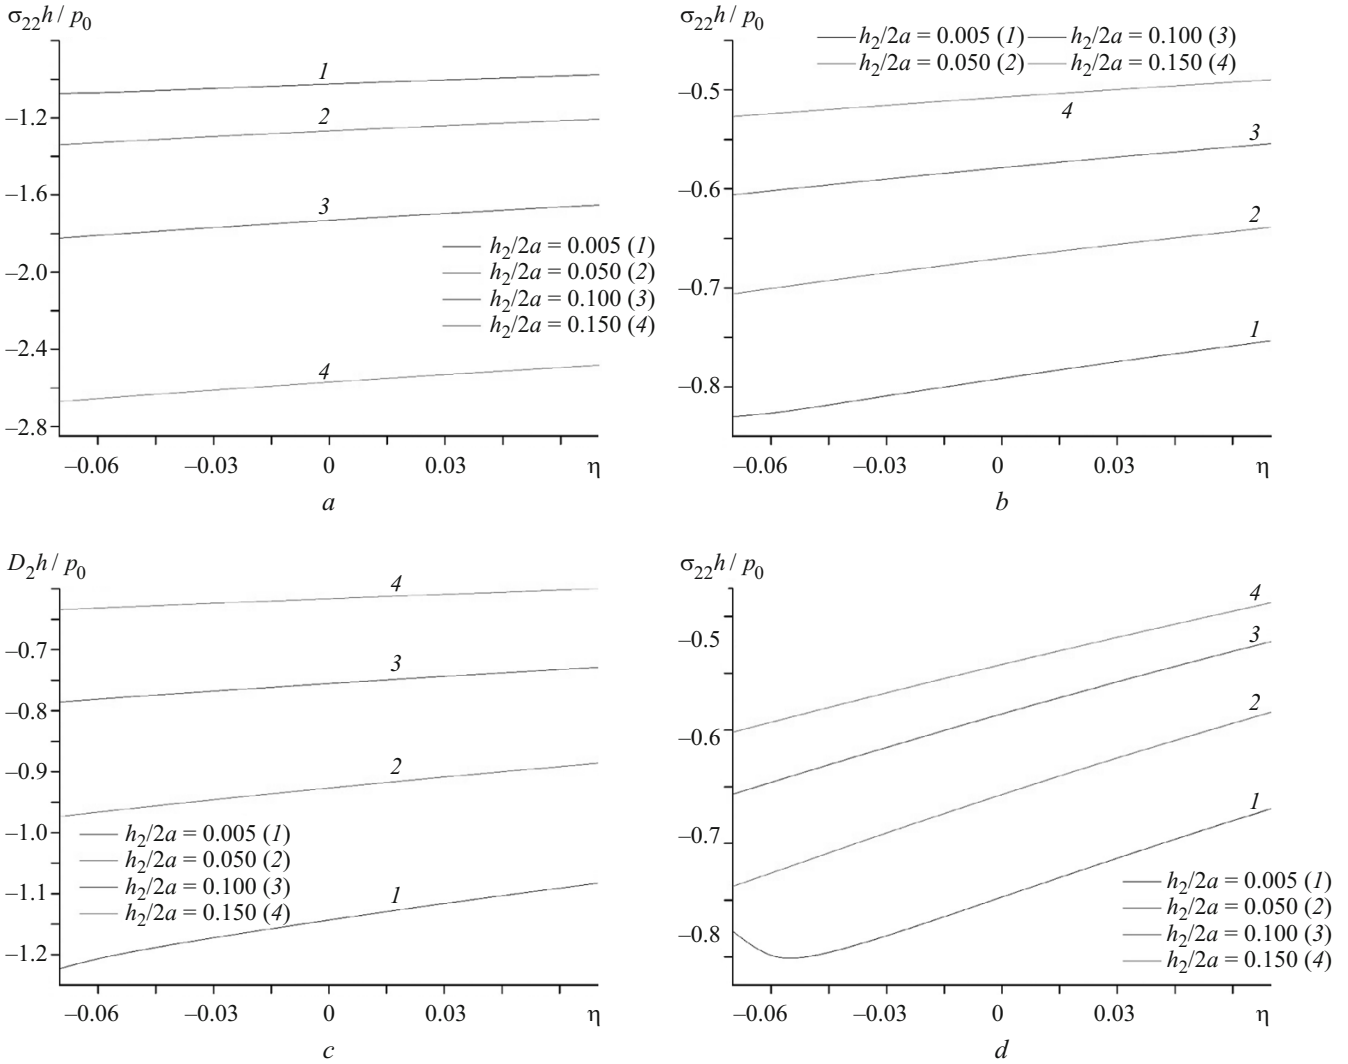 σ22h / p0
1
−1.2
2
−1.6
3
h2/2a = 0.005 (1)
−2.0
h2/2a = 0.050 (2)
h2/2a = 0.100 (3)
h2/2a = 0.150 (4)
−2.4
4
−2.8
−0.06 −0.03 0 0.03 η
a
σ22h / p0
h2/2a = 0.005 (1) h2/2a = 0.100 (3)
h2/2a = 0.050 (2) h2/2a = 0.150 (4)
−0.5
4
3
−0.6
2
−0.7
1
−0.8
−0.06 −0.03 0 0.03 η
b
D2h / p0
4
−0.7
3
−0.8
−0.9
2
−1.0
h2/2a = 0.005 (1)
h2/2a = 0.050 (2)
−1.1
h2/2a = 0.100 (3)
1
h2/2a = 0.150 (4)
−1.2
−0.06 −0.03 0 0.03 η
c
σ22h / p0
4
−0.5
3
2
−0.6
1
−0.7
h2/2a = 0.005 (1)
h2/2a = 0.050 (2)
−0.8
h2/2a = 0.100 (3)
h2/2a = 0.150 (4)
−0.06 −0.03 0 0.03 η
d